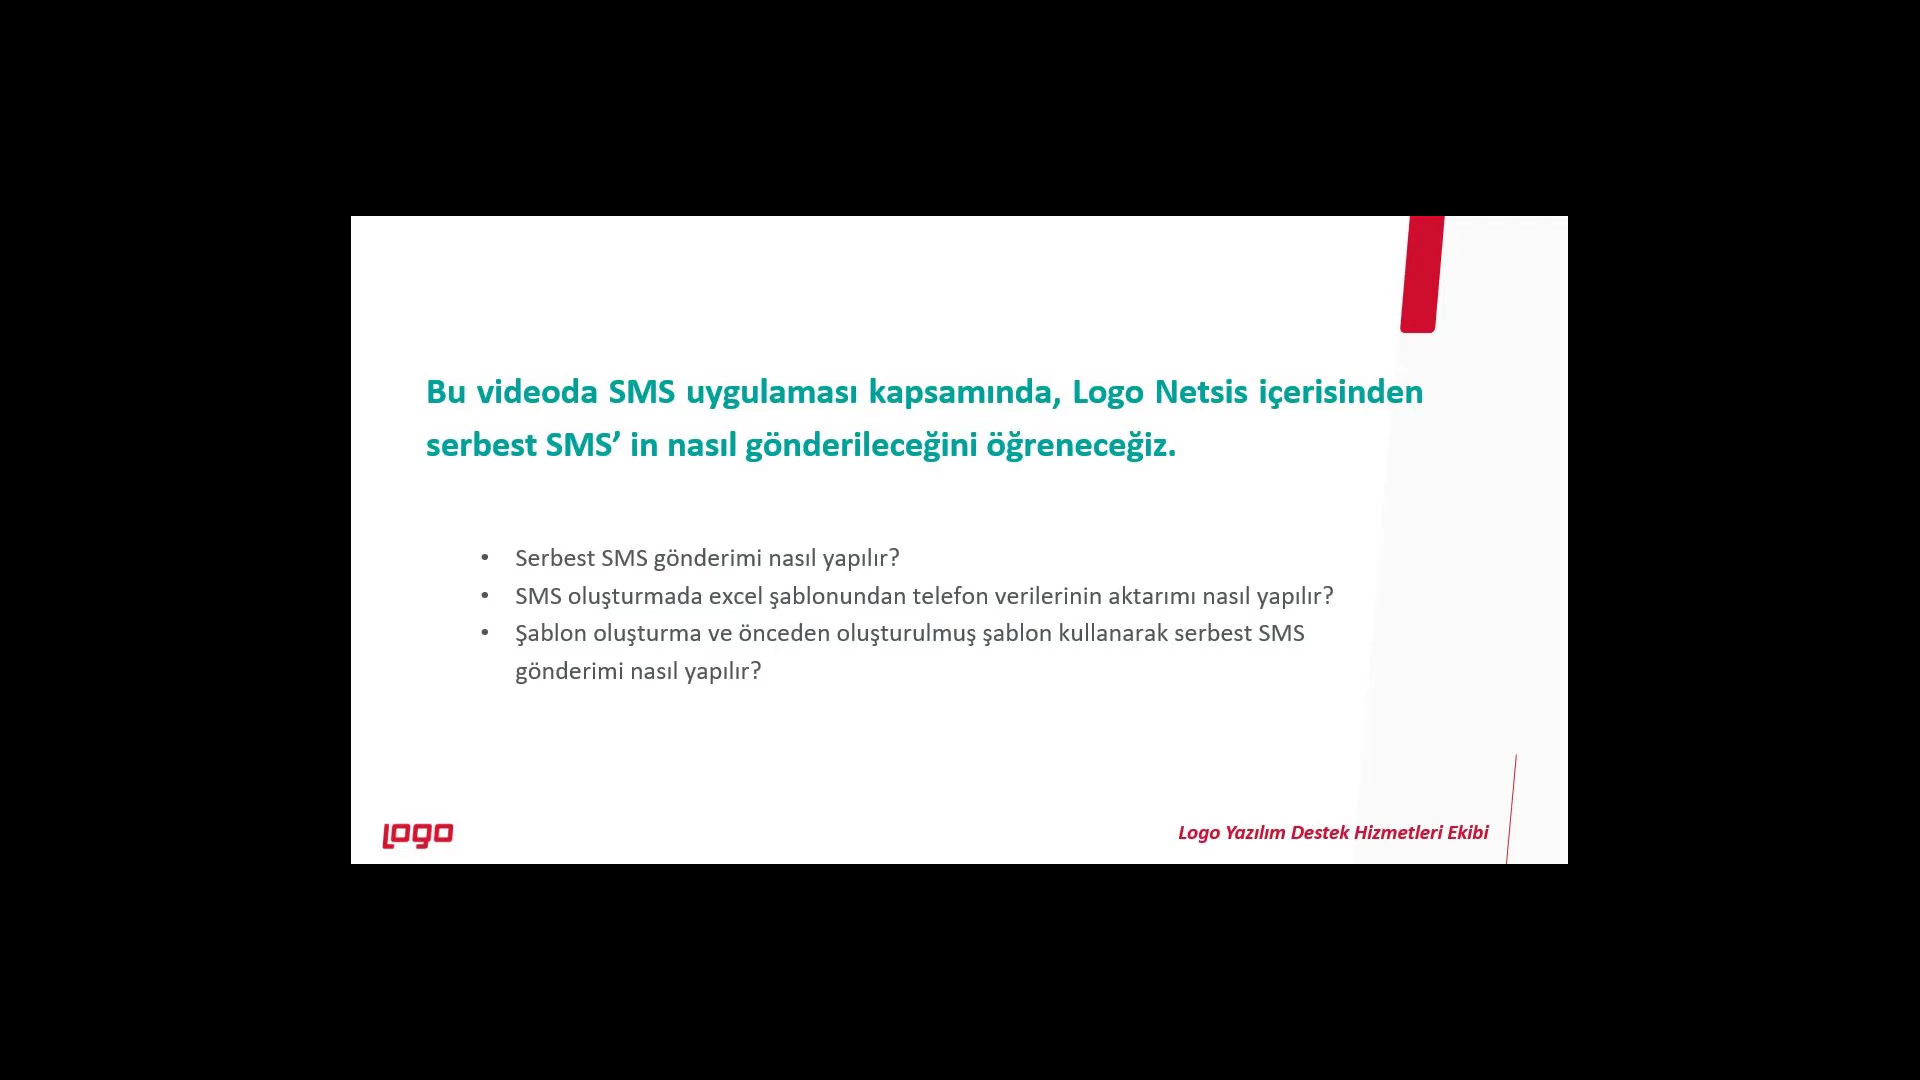 Bu videoda SMS uygulaması kapsamında, Logo Netsis içerisinden
serbest SMS’ in nasıl gönderileceğini öğreneceğiz.
• Serbest SMS gönderimi nasıl yapılır?
• SMS oluşturmada excel şablonundan telefon verilerinin aktarımı nasıl yapılır?
• Şablon oluşturma ve önceden oluşturulmuş şablon kullanarak serbest SMS
gönderimi nasıl yapılır?
LOGO
Logo Yazılım Destek Hizmetleri Ekibi